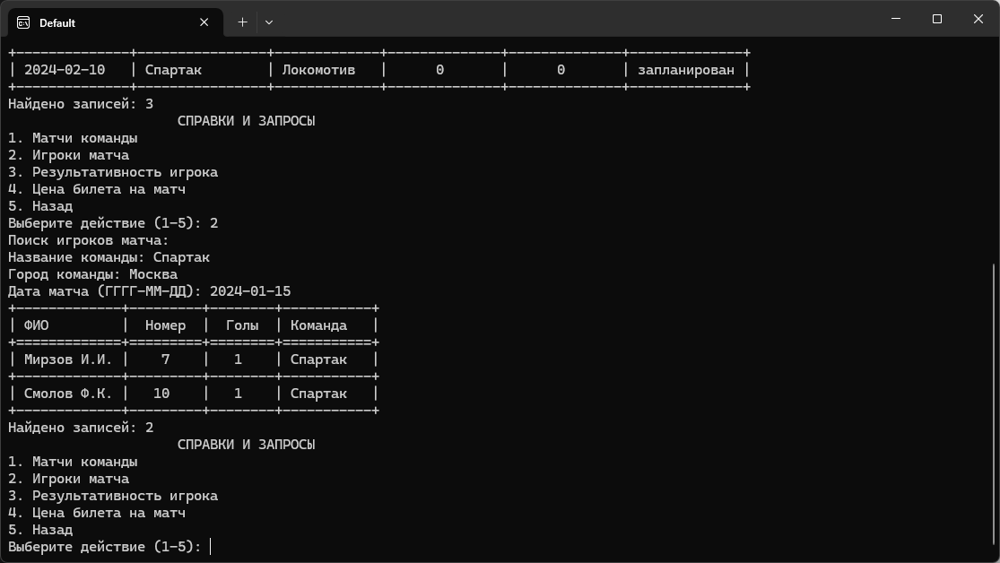 Default
+--------------+----------------+-------------+--------------+--------------+--------------+
| 2024-02-10   | Спартак        | Локомотив   |      0       |      0       | запланирован |
+--------------+----------------+-------------+--------------+--------------+--------------+
Найдено записей: 3
                     СПРАВКИ И ЗАПРОСЫ
1. Матчи команды
2. Игроки матча
3. Результативность игрока
4. Цена билета на матч
5. Назад
Выберите действие (1-5): 2
Поиск игроков матча:
Название команды: Спартак
Город команды: Москва
Дата матча (ГГГГ-ММ-ДД): 2024-01-15
+-------------+---------+--------+-----------+
| ФИО         |  Номер  |  Голы  | Команда   |
+=============+=========+========+===========+
| Мирзов И.И. |    7    |   1    | Спартак   |
+-------------+---------+--------+-----------+
| Смолов Ф.К. |   10    |   1    | Спартак   |
+-------------+---------+--------+-----------+
Найдено записей: 2
                     СПРАВКИ И ЗАПРОСЫ
1. Матчи команды
2. Игроки матча
3. Результативность игрока
4. Цена билета на матч
5. Назад
Выберите действие (1-5):